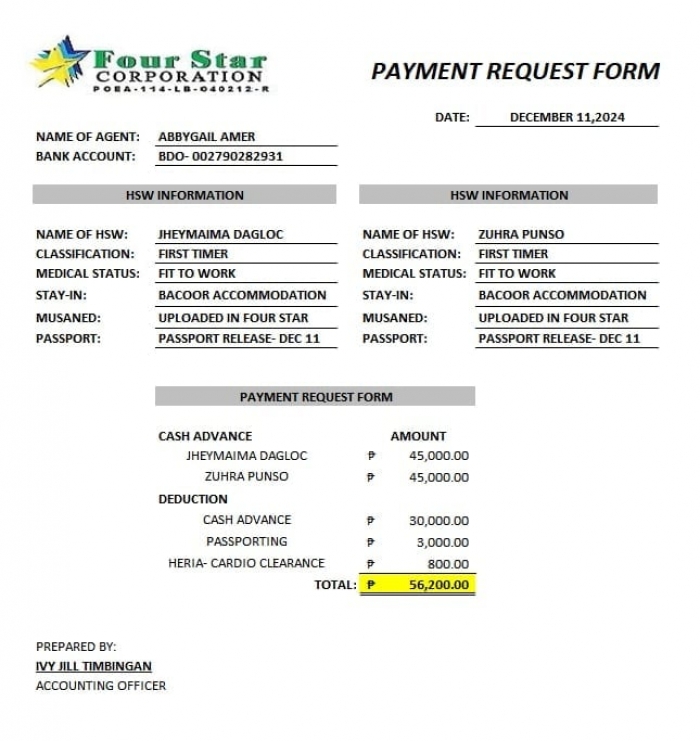 Four Star
CORPORATION
POEA-114-LB-040212-R
PAYMENT REQUEST FORM
DATE: DECEMBER 11,2024
NAME OF AGENT: ABBYGAIL AMER
BANK ACCOUNT: BDO- 002790282931
HSW INFORMATION
NAME OF HSW: JHEYMAIMA DAGLOC
CLASSIFICATION: FIRST TIMER
MEDICAL STATUS: FIT TO WORK
STAY-IN: BACOOR ACCOMMODATION
MUSANED: UPLOADED IN FOUR STAR
PASSPORT: PASSPORT RELEASE- DEC 11
HSW INFORMATION
NAME OF HSW: ZUHRA PUNSO
CLASSIFICATION: FIRST TIMER
MEDICAL STATUS: FIT TO WORK
STAY-IN: BACOOR ACCOMMODATION
MUSANED: UPLOADED IN FOUR STAR
PASSPORT: PASSPORT RELEASE- DEC 11
PAYMENT REQUEST FORM
CASH ADVANCE AMOUNT
JHEYMAIMA DAGLOC ₱ 45,000.00
ZUHRA PUNSO ₱ 45,000.00
DEDUCTION
CASH ADVANCE ₱ 30,000.00
PASSPORTING ₱ 3,000.00
HERIA- CARDIO CLEARANCE ₱ 800.00
TOTAL: ₱ 56,200.00
PREPARED BY:
IVY JILL TIMBINGAN
ACCOUNTING OFFICER